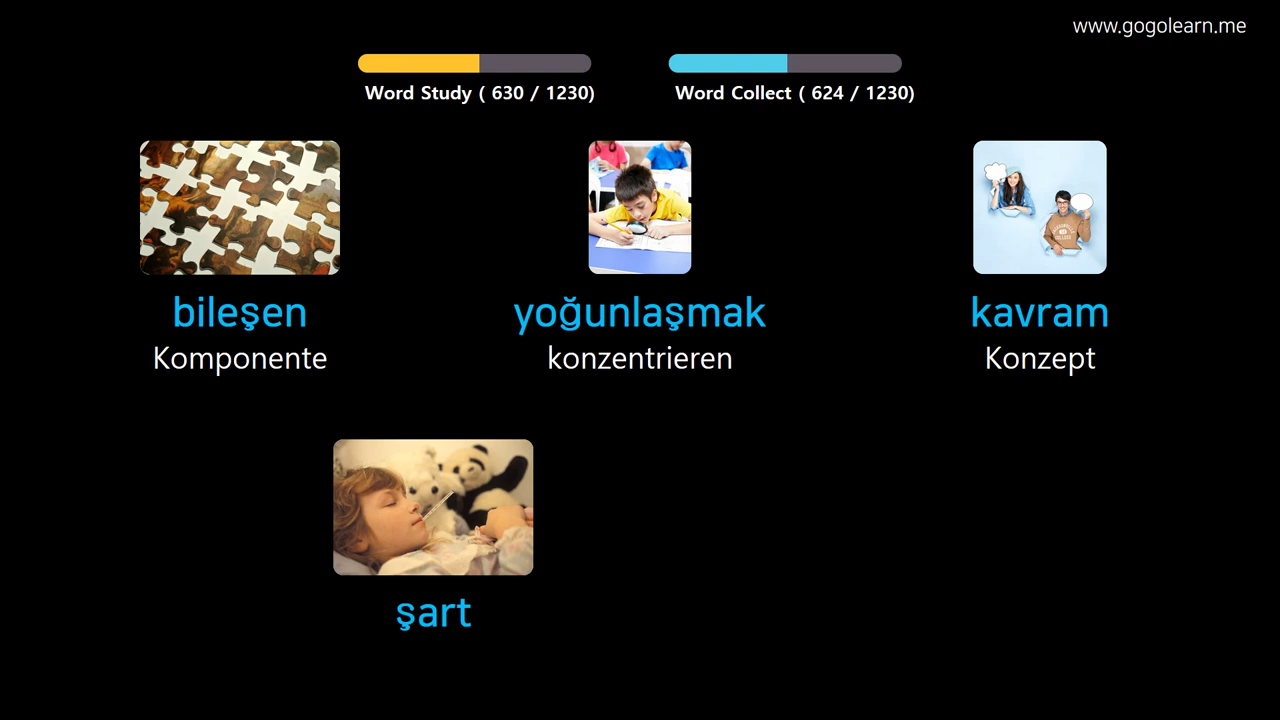 www.gogolearn.me
Word Study ( 630 / 1230)
Word Collect ( 624 / 1230)
bileşen
Komponente
yoğunlaşmak
konzentrieren
kavram
Konzept
şart